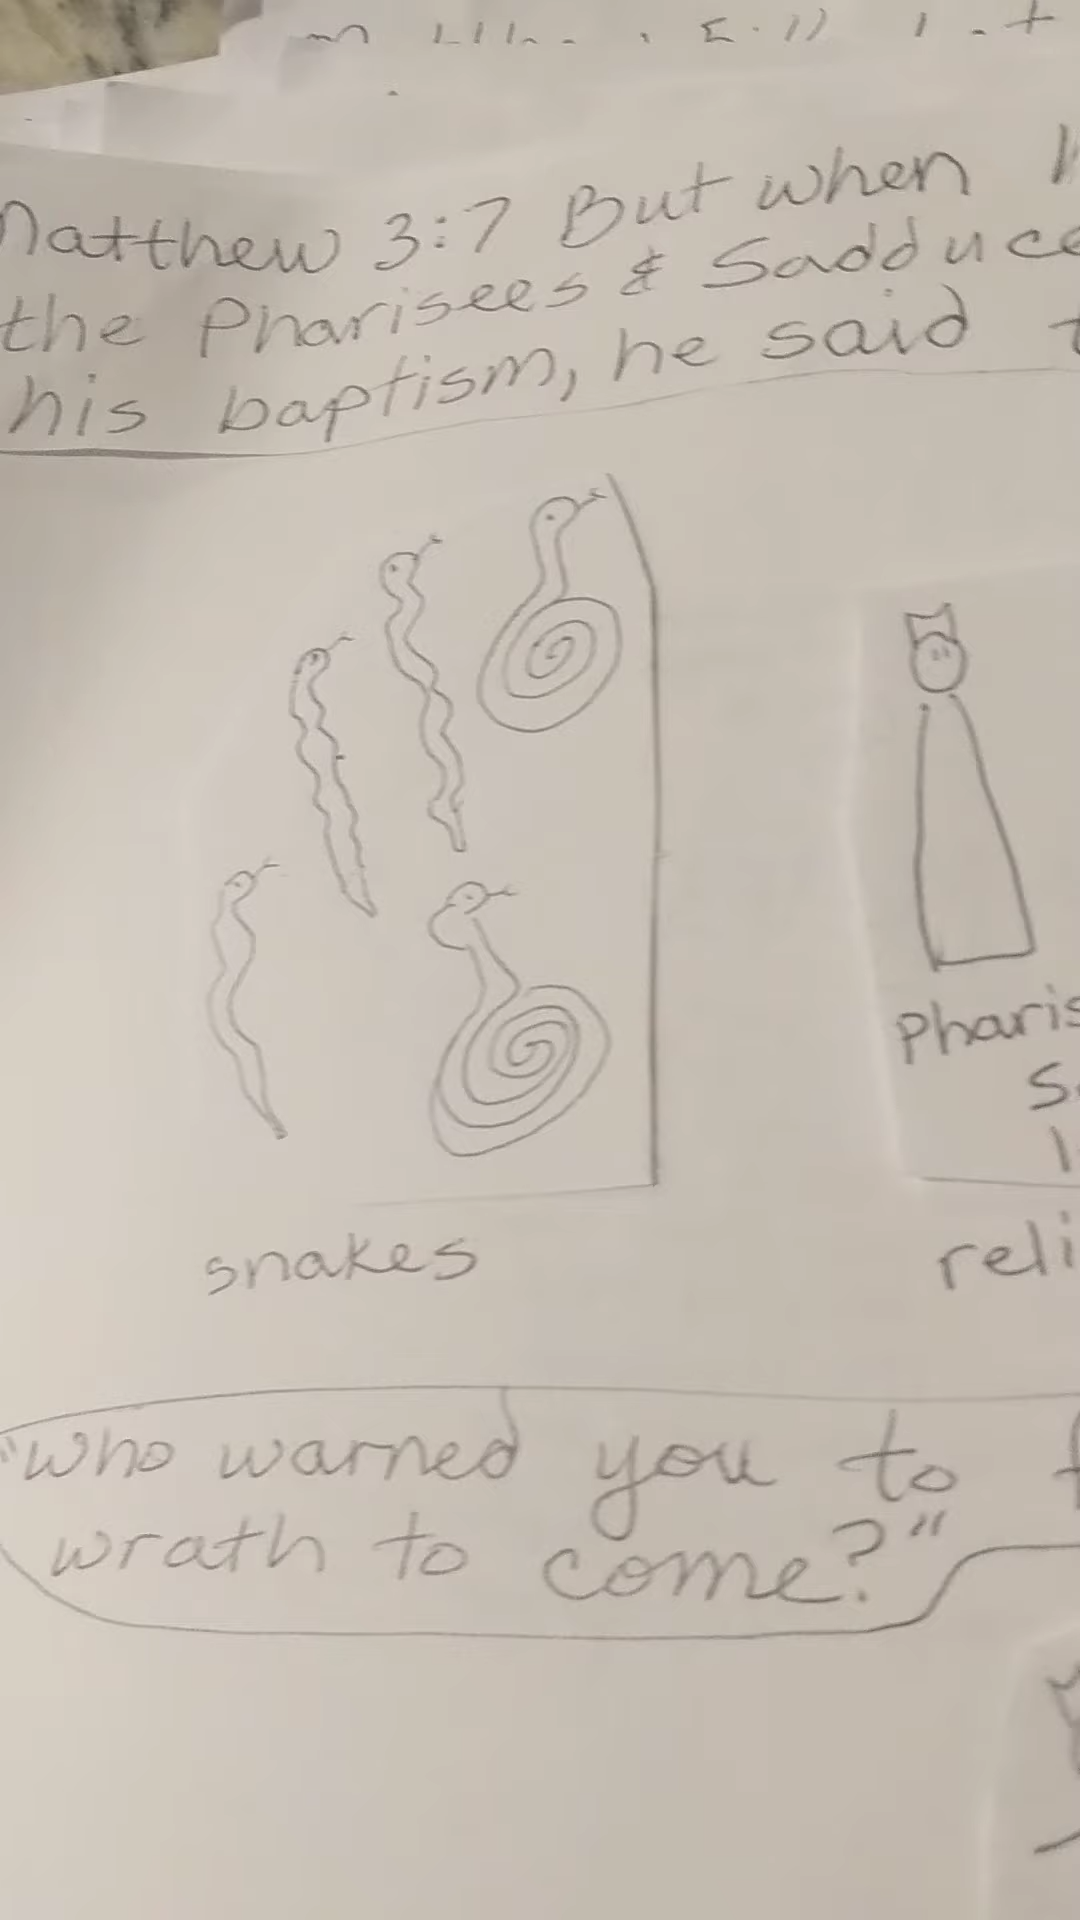 Matthew 3:7 But when
the Pharisees & Sadduce
his baptism, he said
Pharis
snakes
reli
"Who warned you to
wrath to come?"